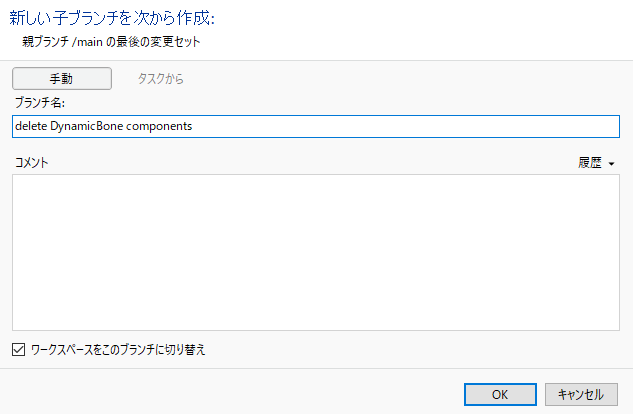 新しい子ブランチを次から作成:
親ブランチ /main の最後の変更セット
手動 タスクから
ブランチ名:
delete DynamicBone components
コメント 履歴
ワークスペースをこのブランチに切り替え
OK キャンセル